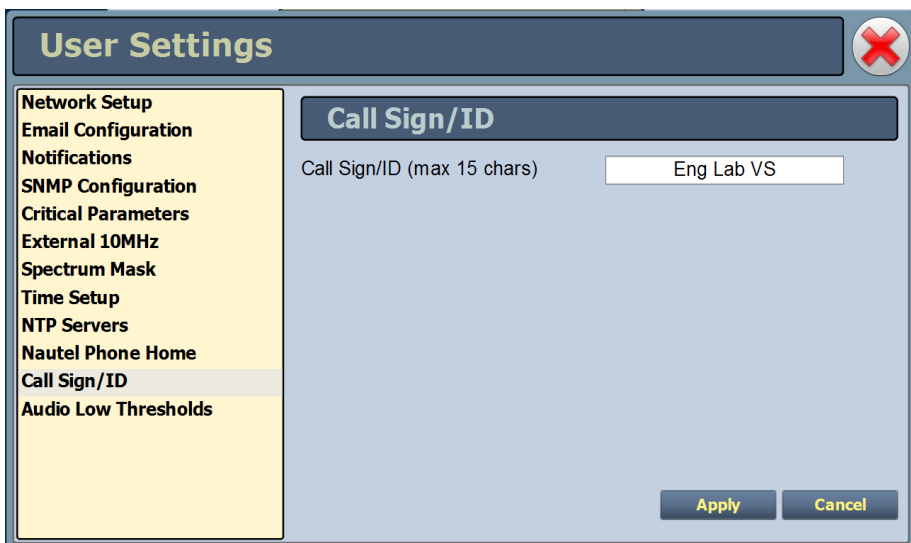 User Settings
Network Setup
Email Configuration
Notifications
SNMP Configuration
Critical Parameters
External 10MHz
Spectrum Mask
Time Setup
NTP Servers
Nautel Phone Home
Call Sign/ID
Audio Low Thresholds
Call Sign/ID
Call Sign/ID (max 15 chars)
Eng Lab VS
Apply
Cancel